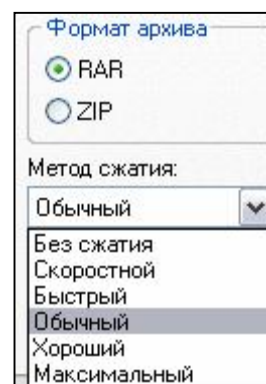 Формат архива
RAR
ZIP
Метод сжатия:
Обычный
Без сжатия
Скоростной
Быстрый
Обычный
Хороший
Максимальный